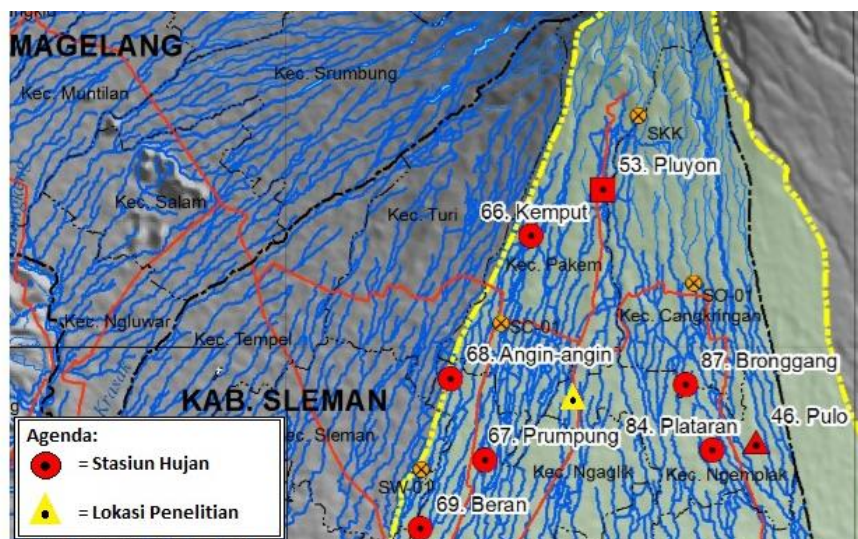 MAGELANG
Kec. Srumbung
Kec. Muntilan
SKK
53. Pluyon
Kec. Salam
Kec. Turi
66. Kemput
Kec. Pakem
SO-01
Kec. Ngluwar
SC-01
Kec. Cangkringan
Kec. Tempel
68. Angin-angin
87. Bronggang
Krasak
KAB. SLEMAN
84. Plataran
46. Pulo
67. Prumpung
Agenda:
Kec. Sleman
= Stasiun Hujan
SW-01
Kec. Ngaglik
Kec. Ngemplak
= Lokasi Penelitian
69. Beran